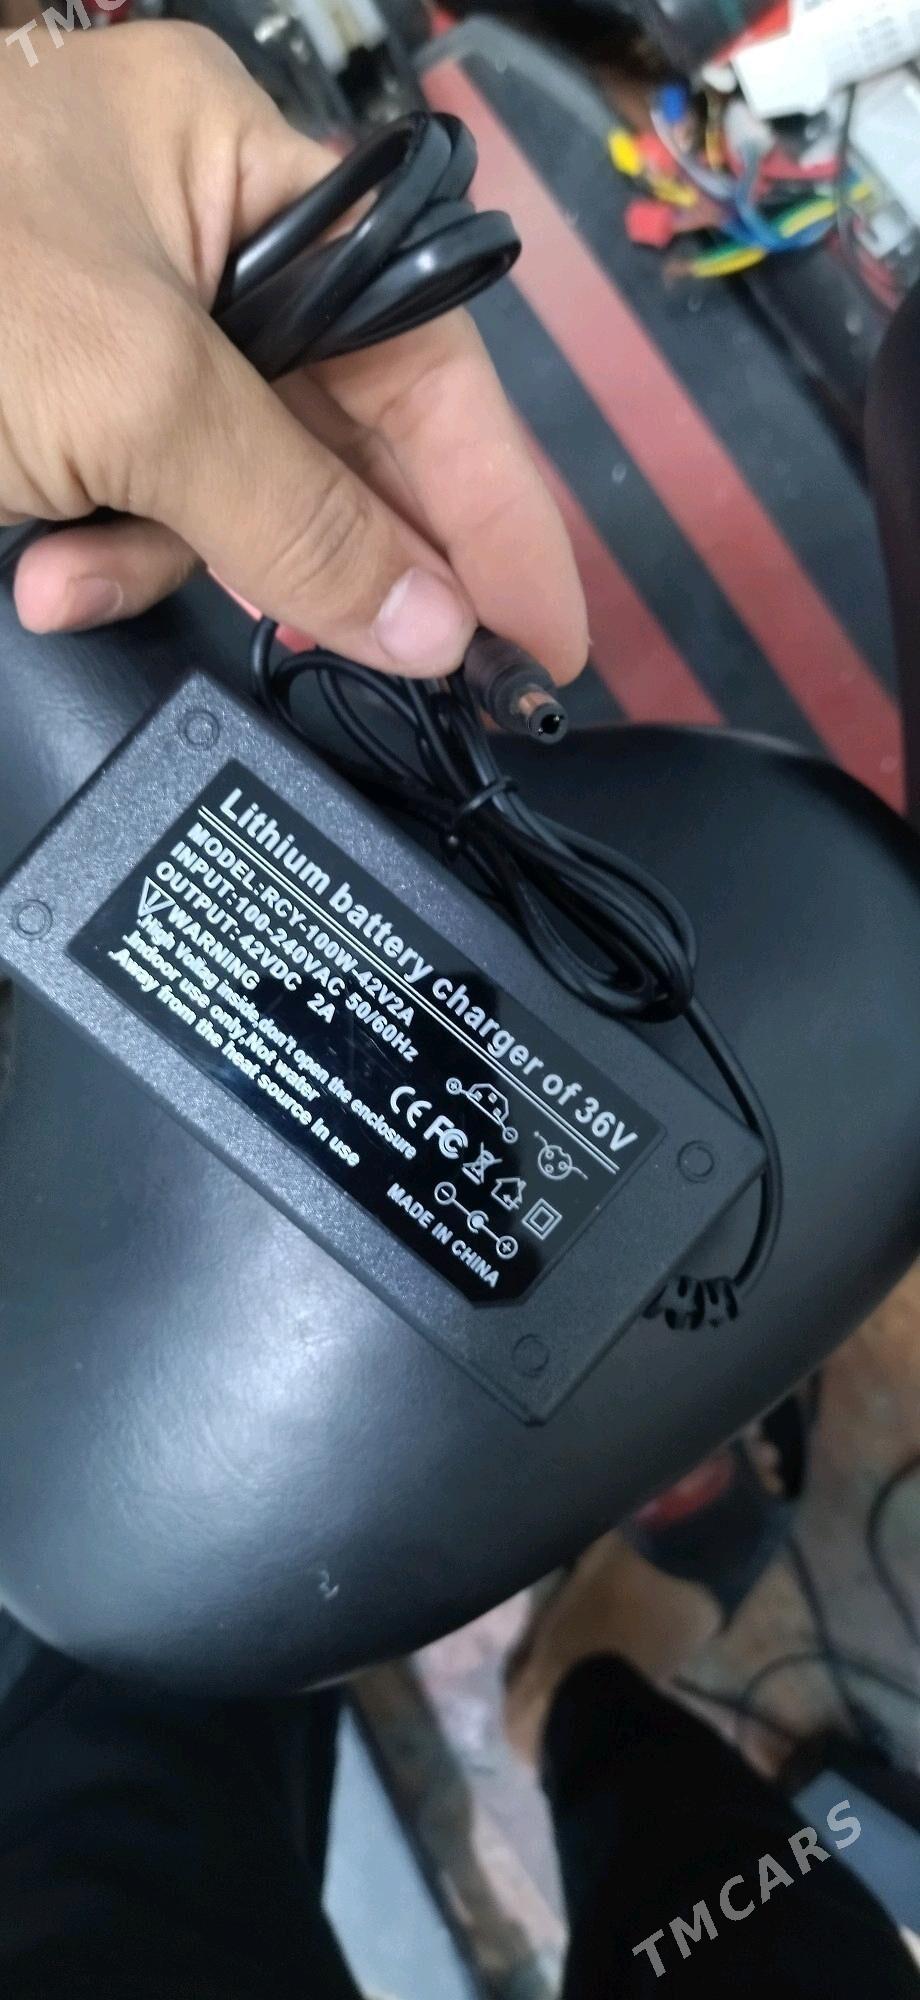 TMC
Lithium battery charger of 36V
MODEL:RCY-100W-42V2A
INPUT:100-240VAC 50/60Hz
OUTPUT:42VDC 2A
WARNING
.High Voltag inside,don't open the enclosure
.Indoor use only,Not water
.Away from the heat source in use
CE FC
MADE IN CHINA
TMCARS